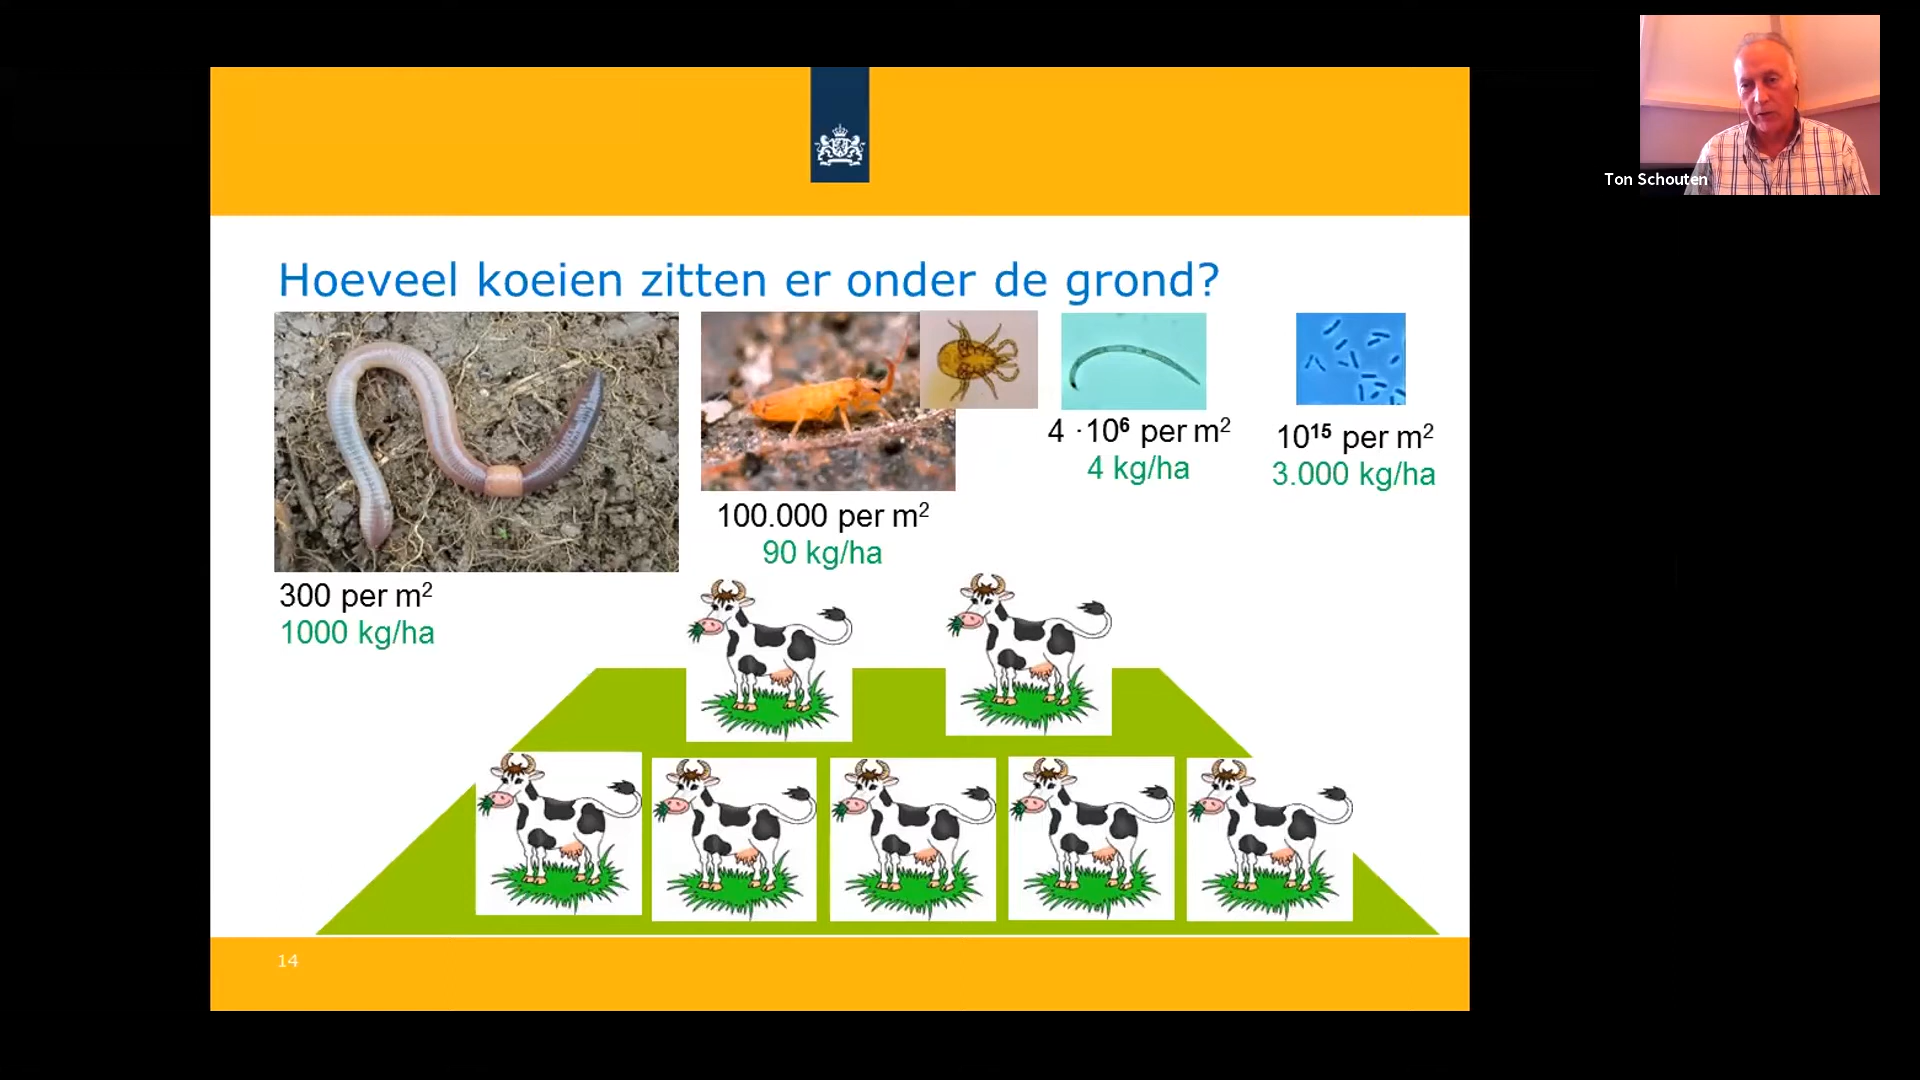 Ton Schouten
Hoeveel koeien zitten er onder de grond?
300 per m²
1000 kg/ha
100.000 per m²
90 kg/ha
4 ·10⁶ per m²
4 kg/ha
10¹⁵ per m²
3.000 kg/ha
14